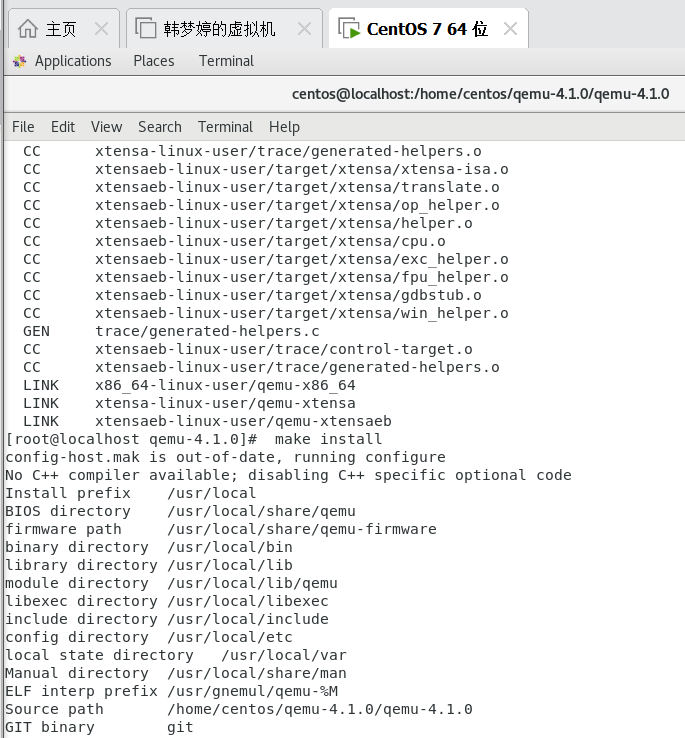 主页 韩梦婷的虚拟机 CentOS 7 64 位
Applications Places Terminal
centos@localhost:/home/centos/qemu-4.1.0/qemu-4.1.0
File Edit View Search Terminal Help
CC xtensa-linux-user/trace/generated-helpers.o
CC xtensaeb-linux-user/target/xtensa/xtensa-isa.o
CC xtensaeb-linux-user/target/xtensa/translate.o
CC xtensaeb-linux-user/target/xtensa/op_helper.o
CC xtensaeb-linux-user/target/xtensa/helper.o
CC xtensaeb-linux-user/target/xtensa/cpu.o
CC xtensaeb-linux-user/target/xtensa/exc_helper.o
CC xtensaeb-linux-user/target/xtensa/fpu_helper.o
CC xtensaeb-linux-user/target/xtensa/gdbstub.o
CC xtensaeb-linux-user/target/xtensa/win_helper.o
GEN trace/generated-helpers.c
CC xtensaeb-linux-user/trace/control-target.o
CC xtensaeb-linux-user/trace/generated-helpers.o
LINK x86_64-linux-user/qemu-x86_64
LINK xtensa-linux-user/qemu-xtensa
LINK xtensaeb-linux-user/qemu-xtensaeb
[root@localhost qemu-4.1.0]#  make install
config-host.mak is out-of-date, running configure
No C++ compiler available; disabling C++ specific optional code
Install prefix /usr/local
BIOS directory /usr/local/share/qemu
firmware path /usr/local/share/qemu-firmware
binary directory /usr/local/bin
library directory /usr/local/lib
module directory /usr/local/lib/qemu
libexec directory /usr/local/libexec
include directory /usr/local/include
config directory /usr/local/etc
local state directory /usr/local/var
Manual directory /usr/local/share/man
ELF interp prefix /usr/gnemul/qemu-%M
Source path /home/centos/qemu-4.1.0/qemu-4.1.0
GIT binary git